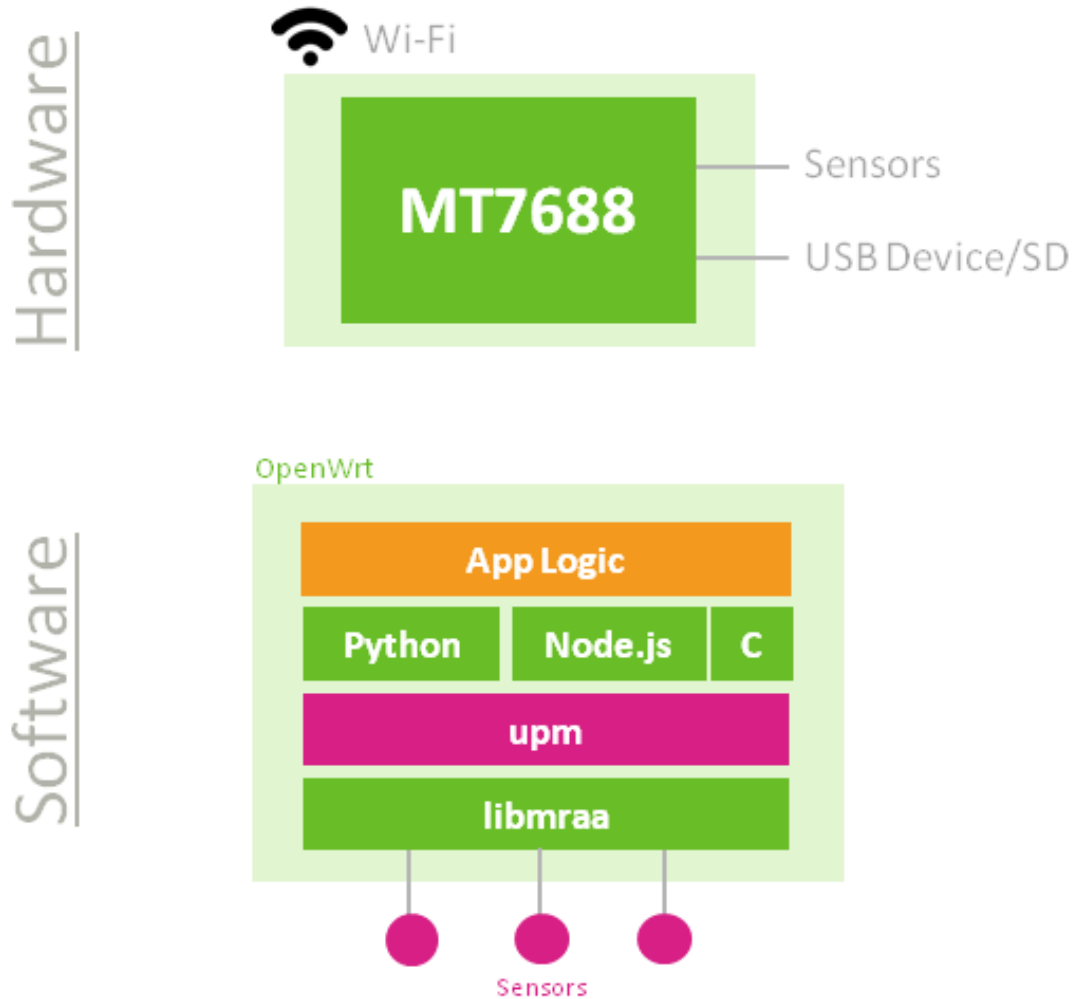 Hardware
Wi-Fi
MT7688
Sensors
USB Device/SD
Software
OpenWrt
App Logic
Python
Node.js
C
upm
libmraa
Sensors